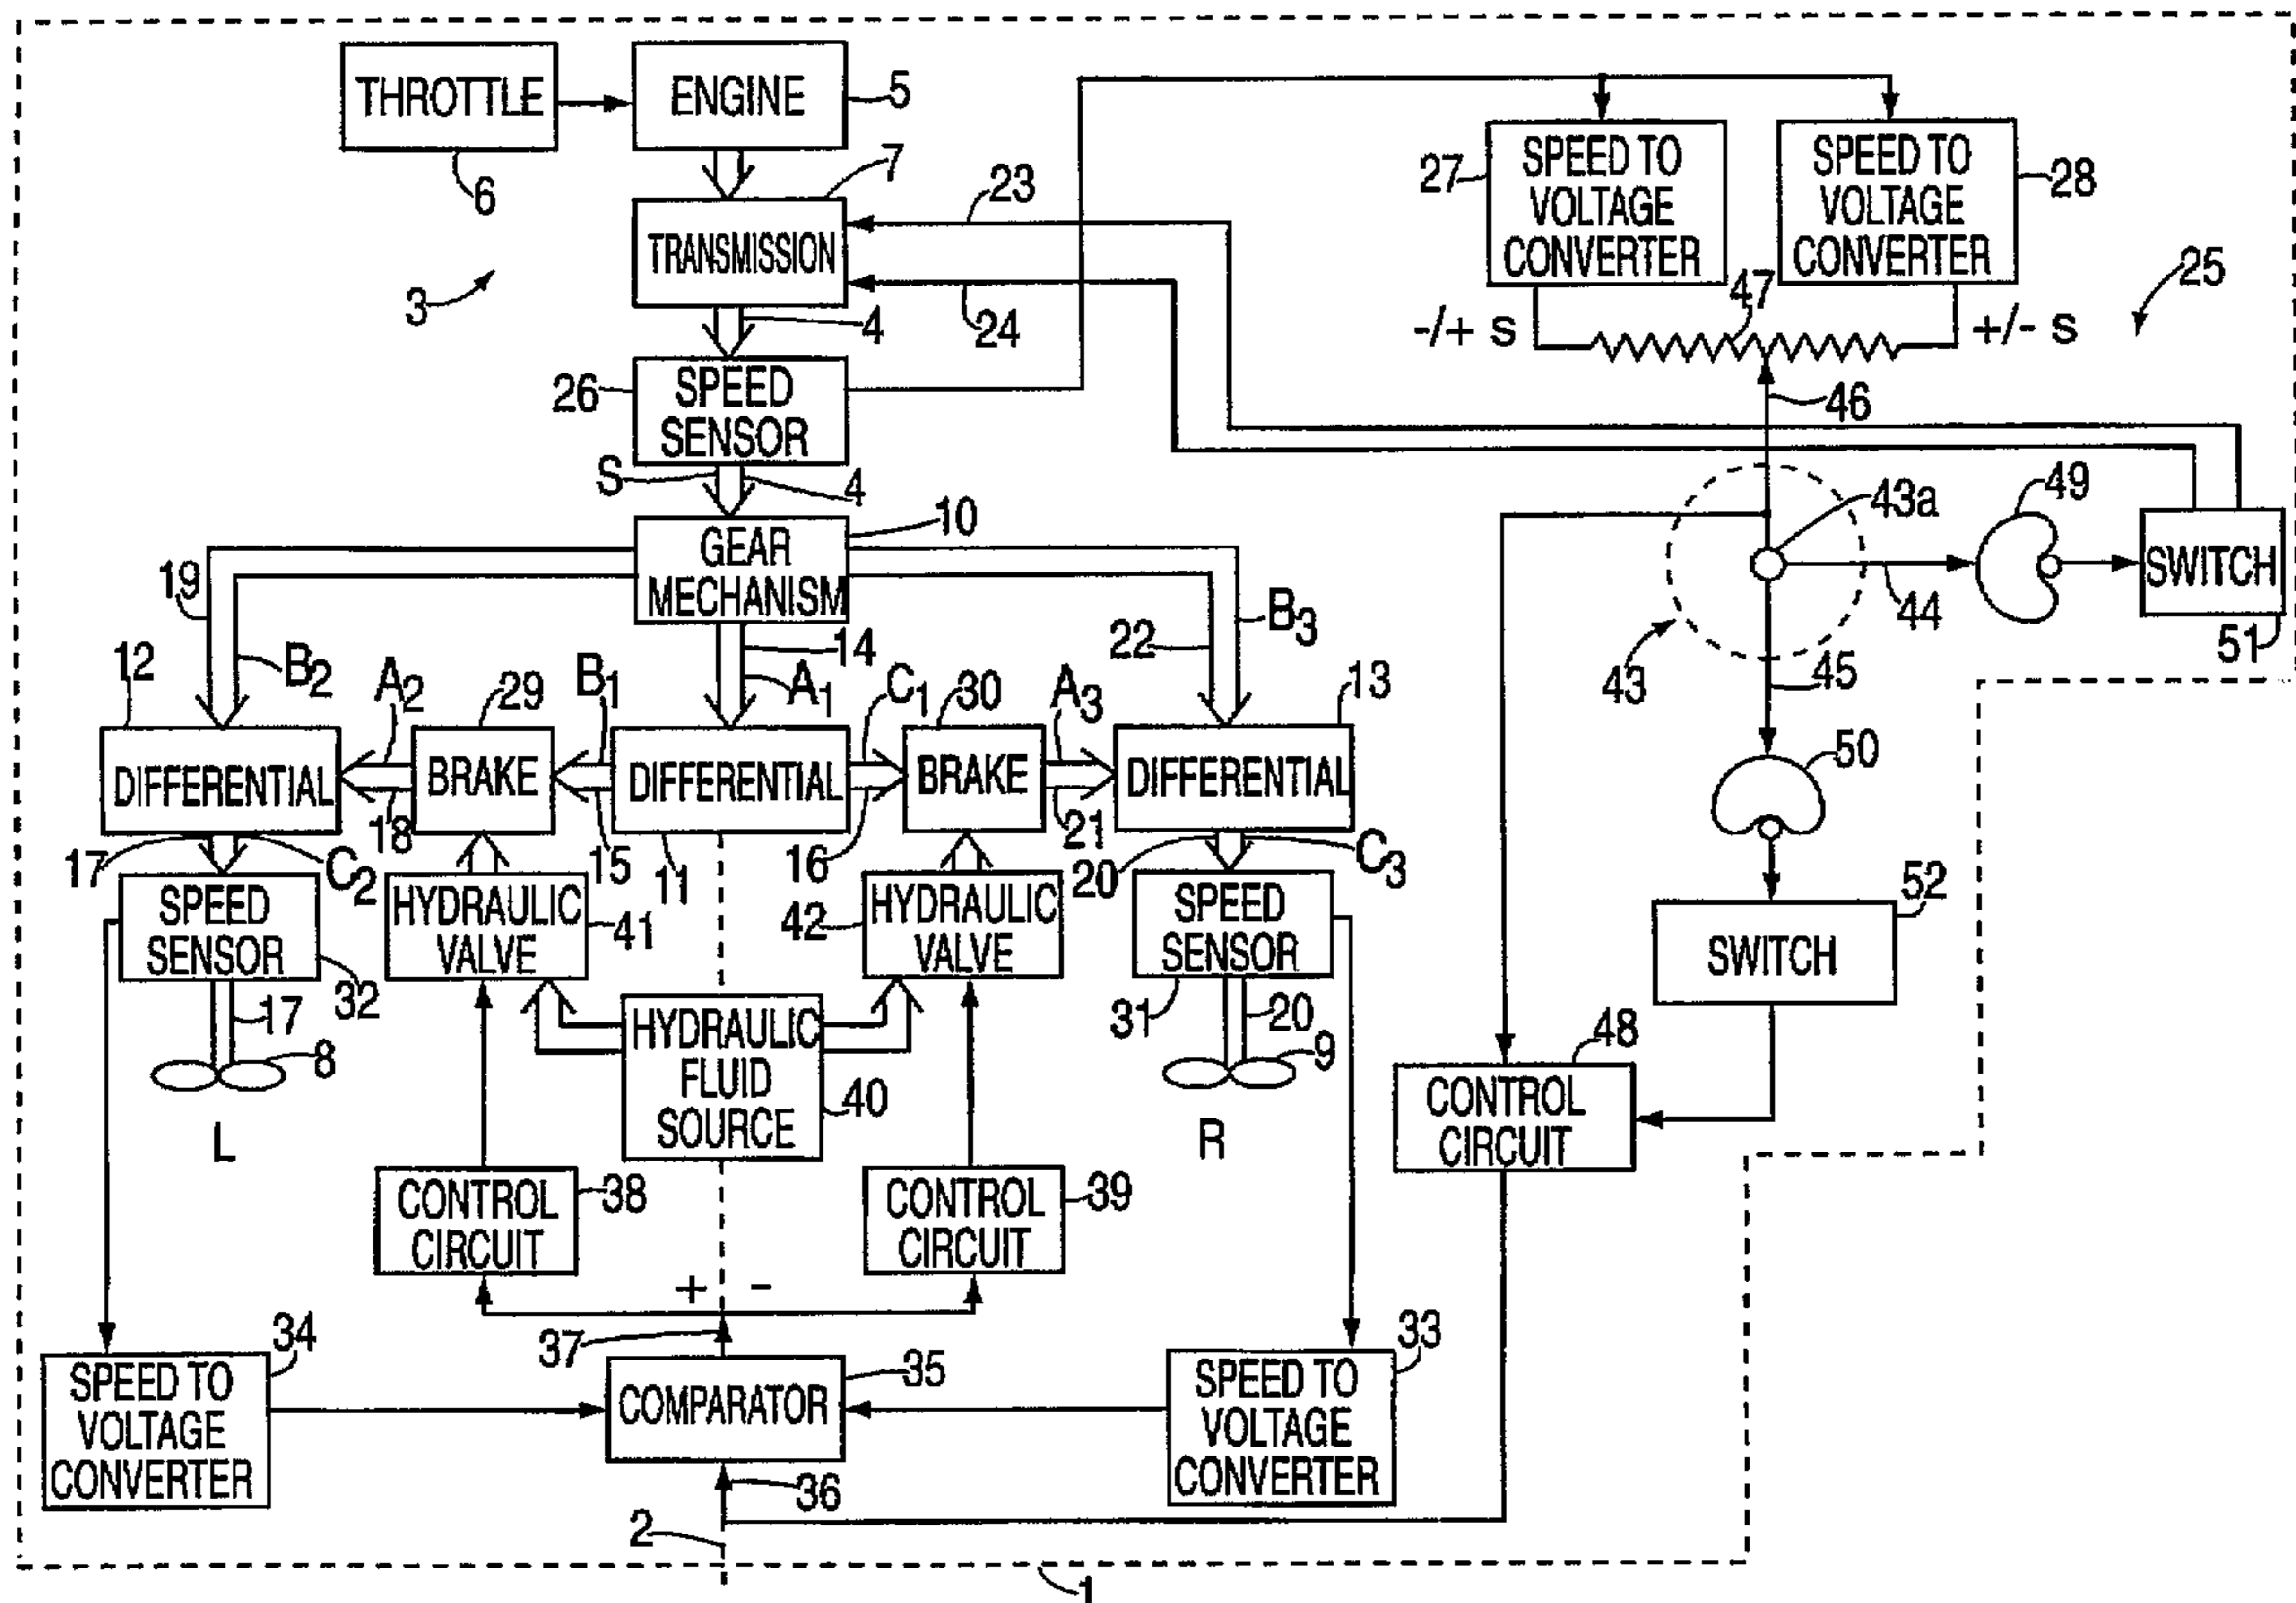 THROTTLE
6
ENGINE
5
7
TRANSMISSION
23
24
3
4
26
SPEED
SENSOR
S
4
27
SPEED TO
VOLTAGE
CONVERTER
SPEED TO
VOLTAGE
CONVERTER
28
25
-/+ s
47
+/- s
46
43a
49
44
SWITCH
51
43
45
50
52
SWITCH
48
CONTROL
CIRCUIT
10
GEAR
MECHANISM
19
B2
14
A1
22
B3
12
DIFFERENTIAL
A2
18
29
BRAKE
B1
15
DIFFERENTIAL
11
C1
16
30
BRAKE
A3
21
13
DIFFERENTIAL
17
C2
20
C3
SPEED
SENSOR
32
17
8
L
HYDRAULIC
VALVE
41
42
HYDRAULIC
VALVE
SPEED
SENSOR
31
20
9
R
HYDRAULIC
FLUID
SOURCE
40
CONTROL
CIRCUIT
38
CONTROL
CIRCUIT
39
+ -
37
34
SPEED TO
VOLTAGE
CONVERTER
COMPARATOR
35
33
SPEED TO
VOLTAGE
CONVERTER
36
2
1